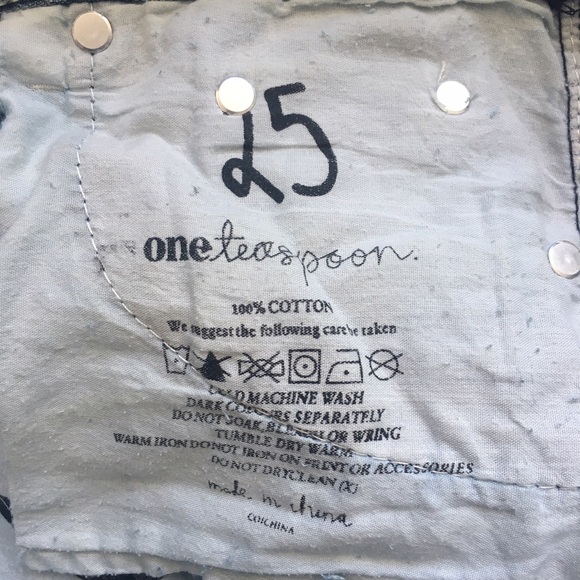 25
oneteaspoon.
100% COTTON
We suggest the following care be taken
COLD MACHINE WASH
DARK COLOURS SEPARATELY
DO NOT SOAK, BLEACH OR WRING
TUMBLE DRY WARM
WARM IRON DO NOT IRON ON PRINT OR ACCESSORIES
DO NOT DRYCLEAN (X)
made in china
COICHINA